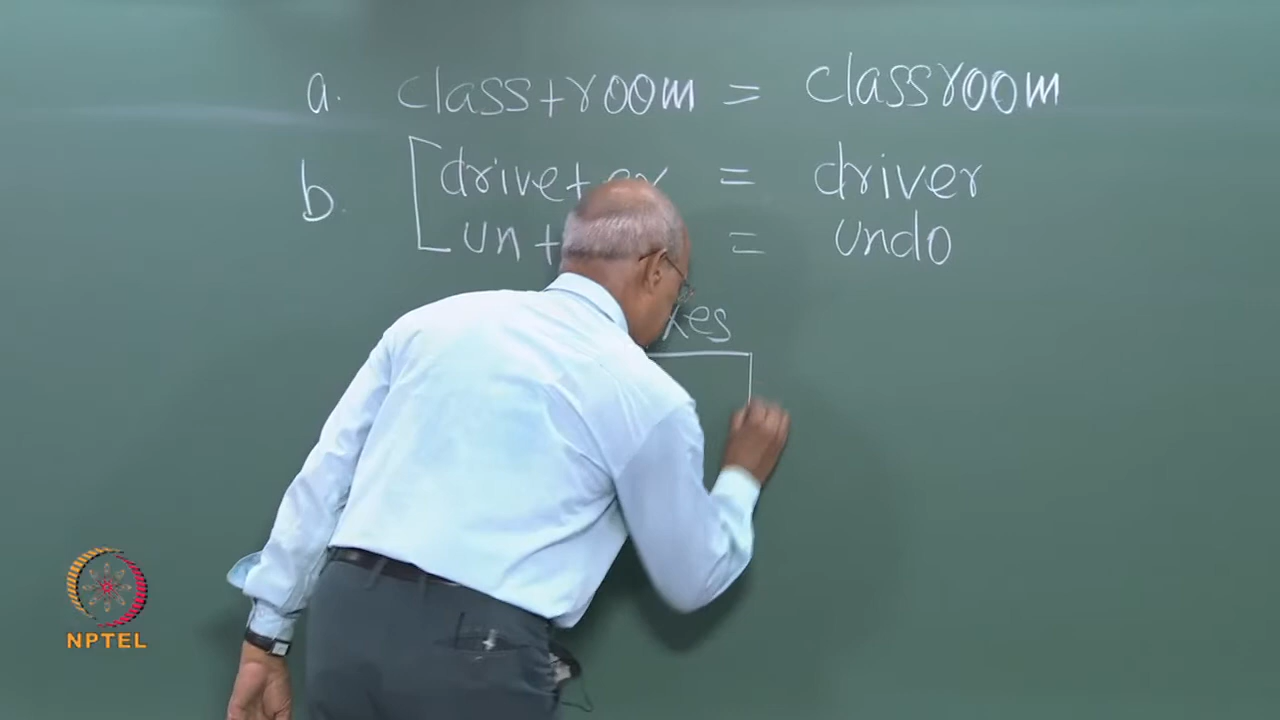 a. class+room = classroom
b. [drive+ er = driver
un+ = undo
NPTEL